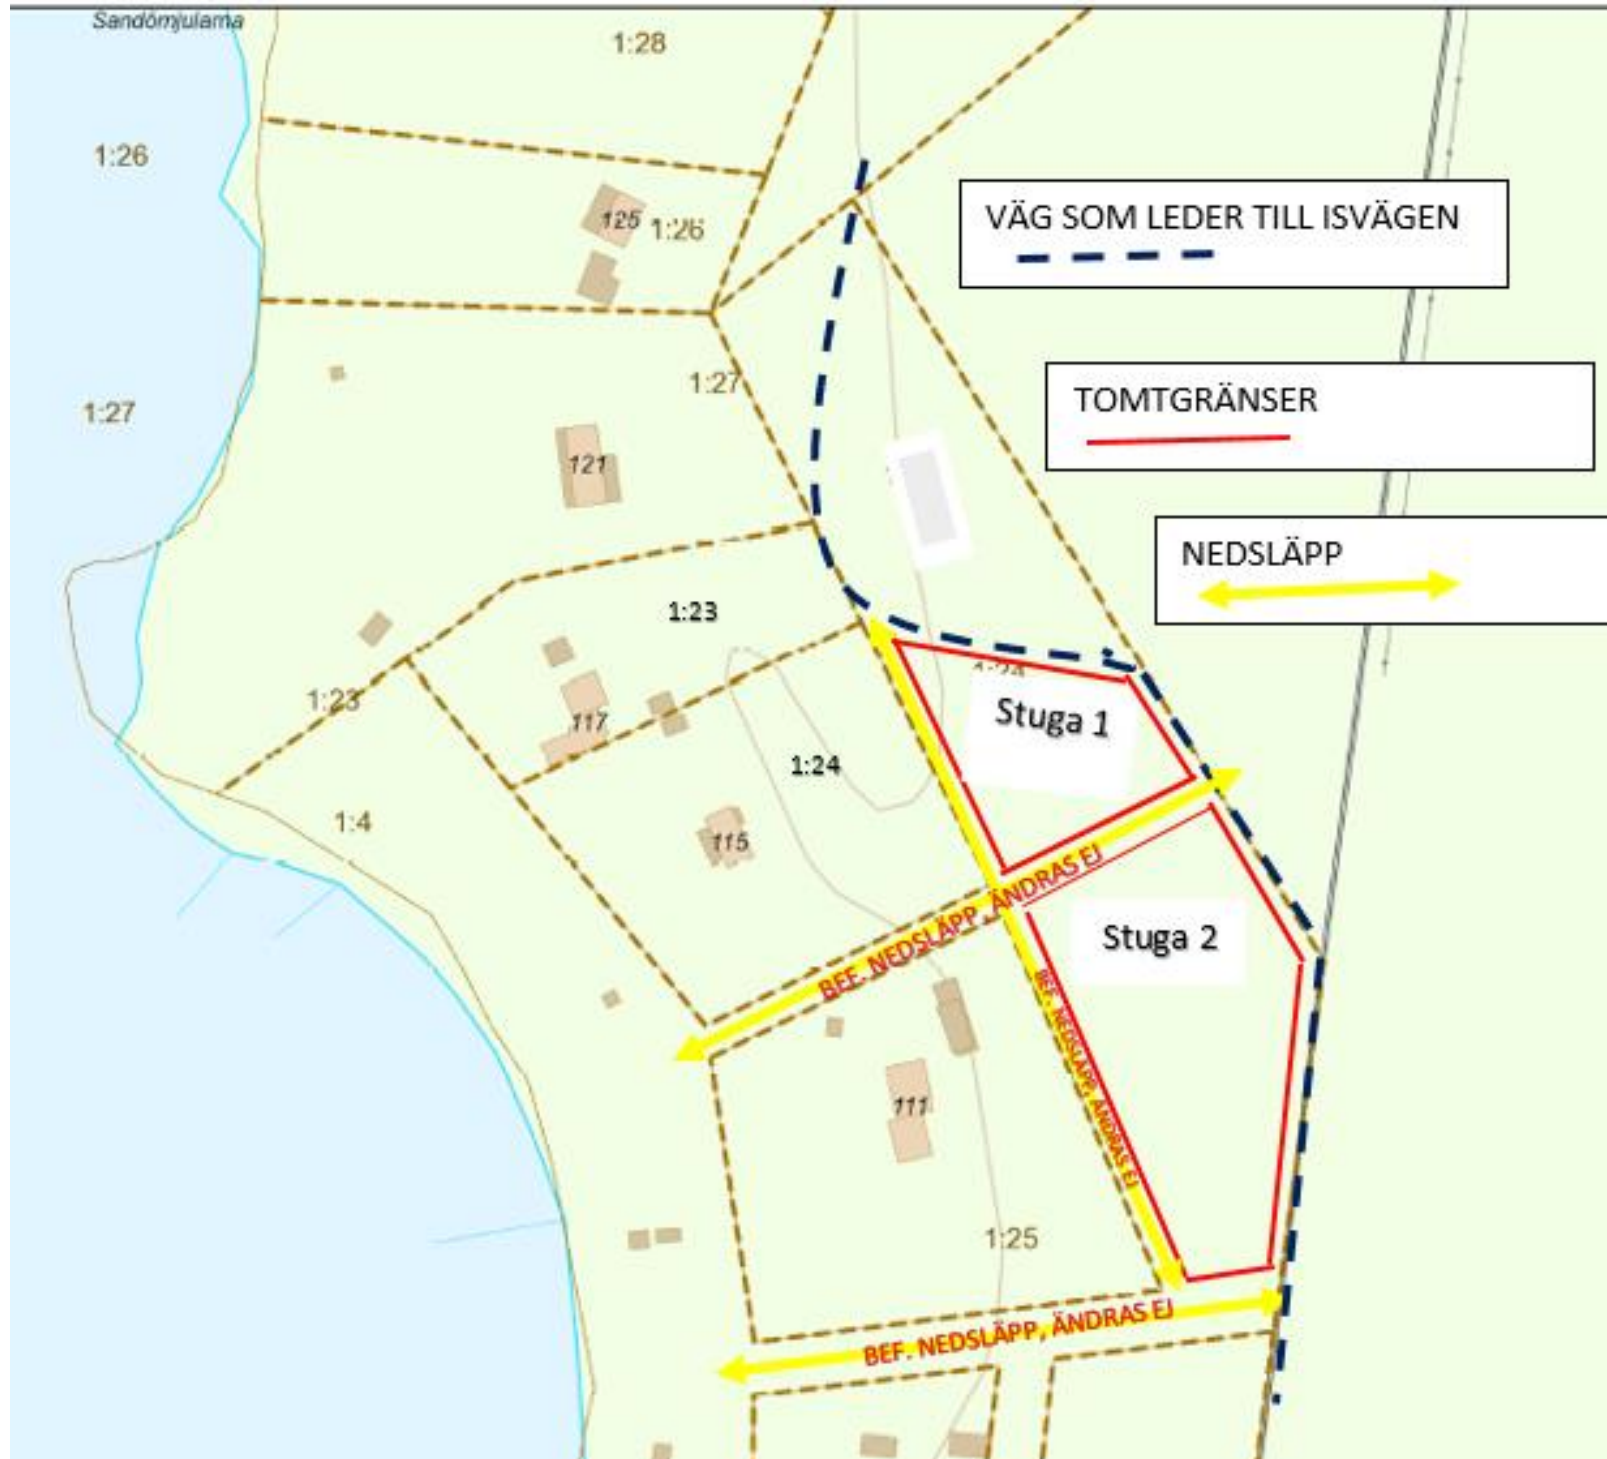 Sandömjularna
1:28
1:26
125
1:26
VÄG SOM LEDER TILL ISVÄGEN
1:27
1:27
TOMTGRÄNSER
121
NEDSLÄPP
1:23
1:23
117
Stuga 1
1:24
1:4
115
BEF. NEDSLÄPP, ÄNDRAS EJ
Stuga 2
BEF. NEDSLÄPP, ÄNDRAS EJ
111
1:25
BEF. NEDSLÄPP, ÄNDRAS EJ